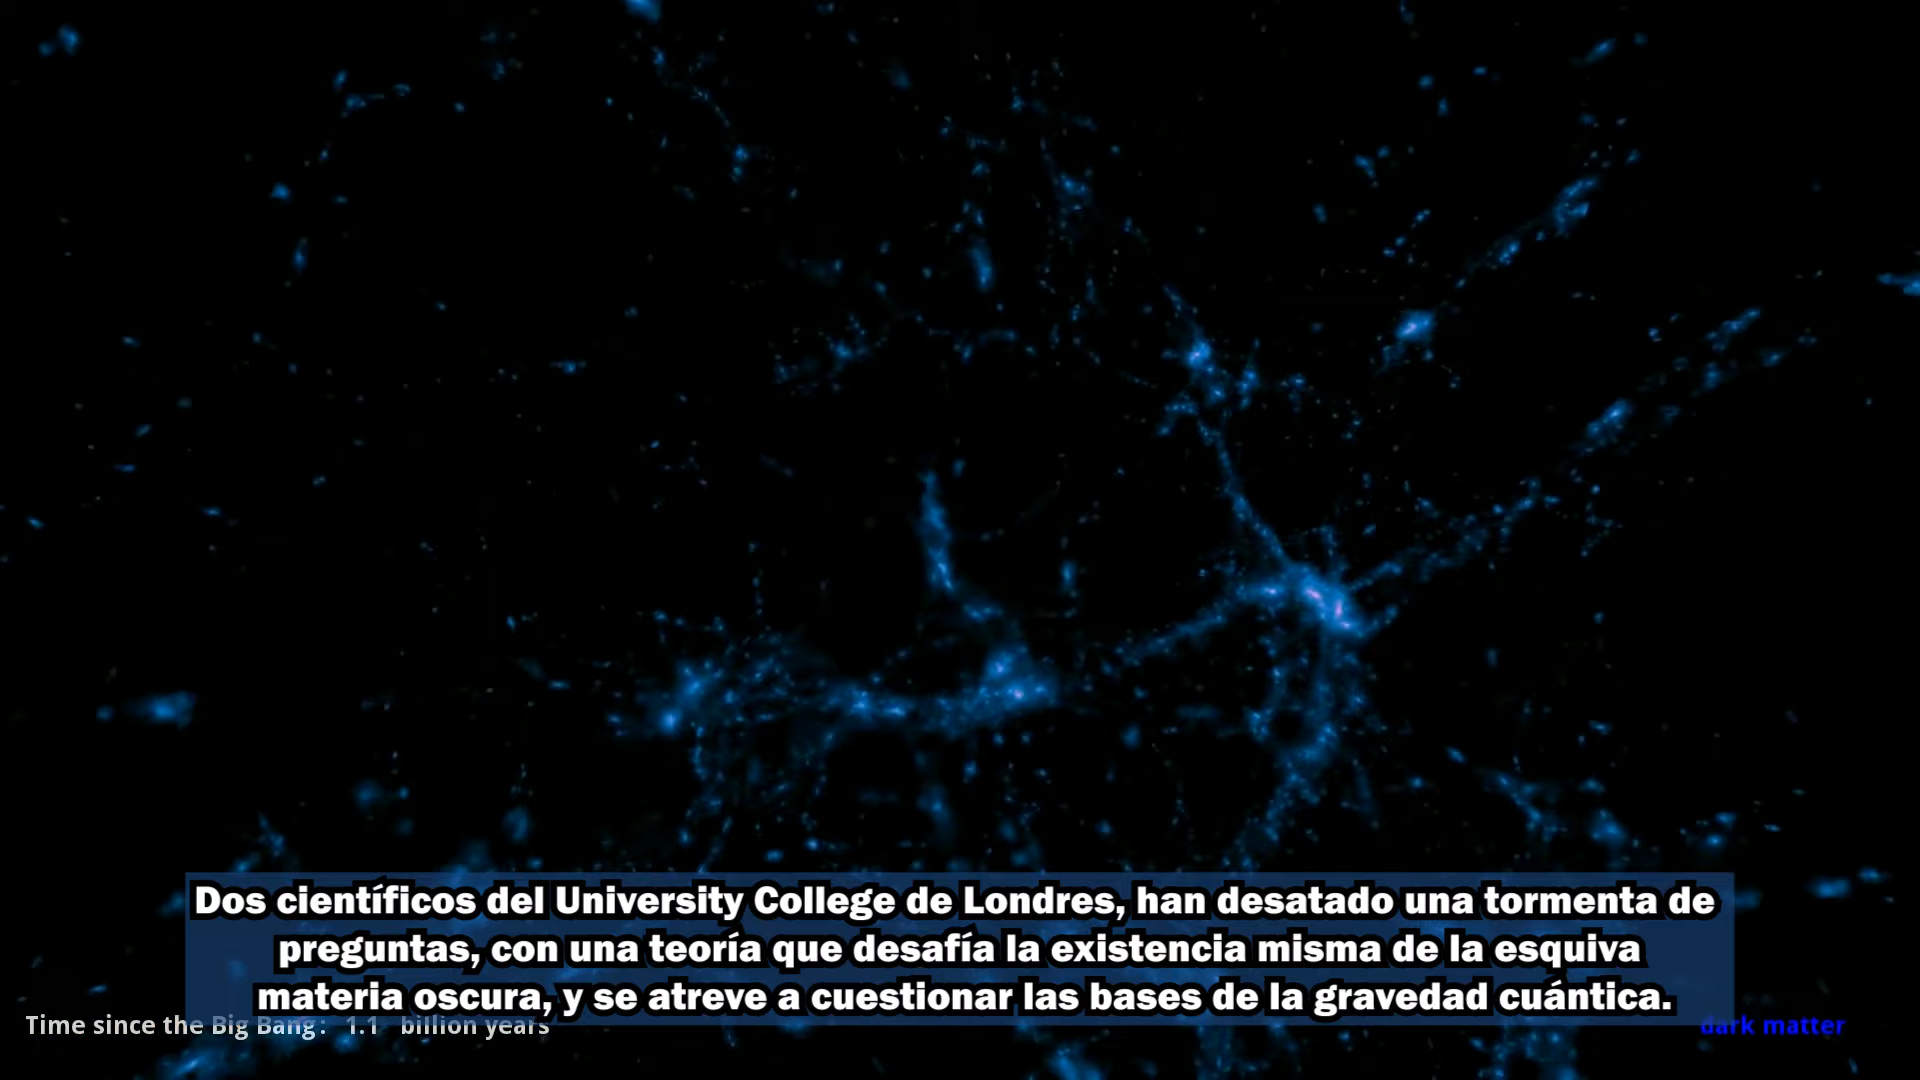 Dos científicos del University College de Londres, han desatado una tormenta de
preguntas, con una teoría que desafía la existencia misma de la esquiva
materia oscura, y se atreve a cuestionar las bases de la gravedad cuántica.
Time since the Big Bang: 1.1 billion years
dark matter